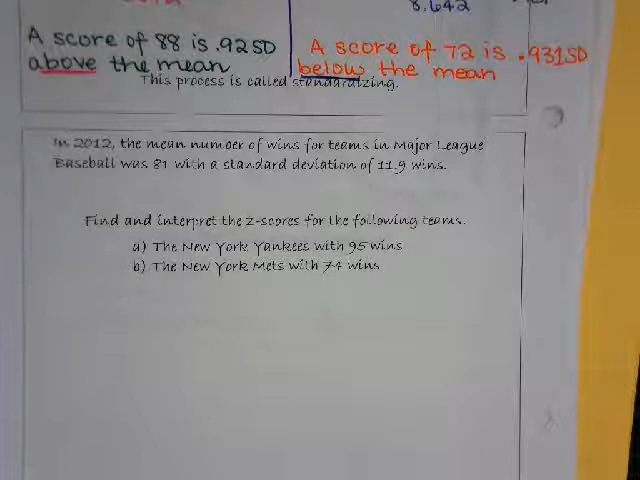 8.642
A score of 88 is .92 SD
above the mean
A score of 72 is .931 SD
below the mean
This process is called standardizing.
In 2012, the mean number of wins for teams in Major League
Baseball was 81 with a standard deviation of 11.9 wins.
Find and interpret the z-scores for the following teams.
a) The New York Yankees with 95 wins
b) The New York Mets with 74 wins